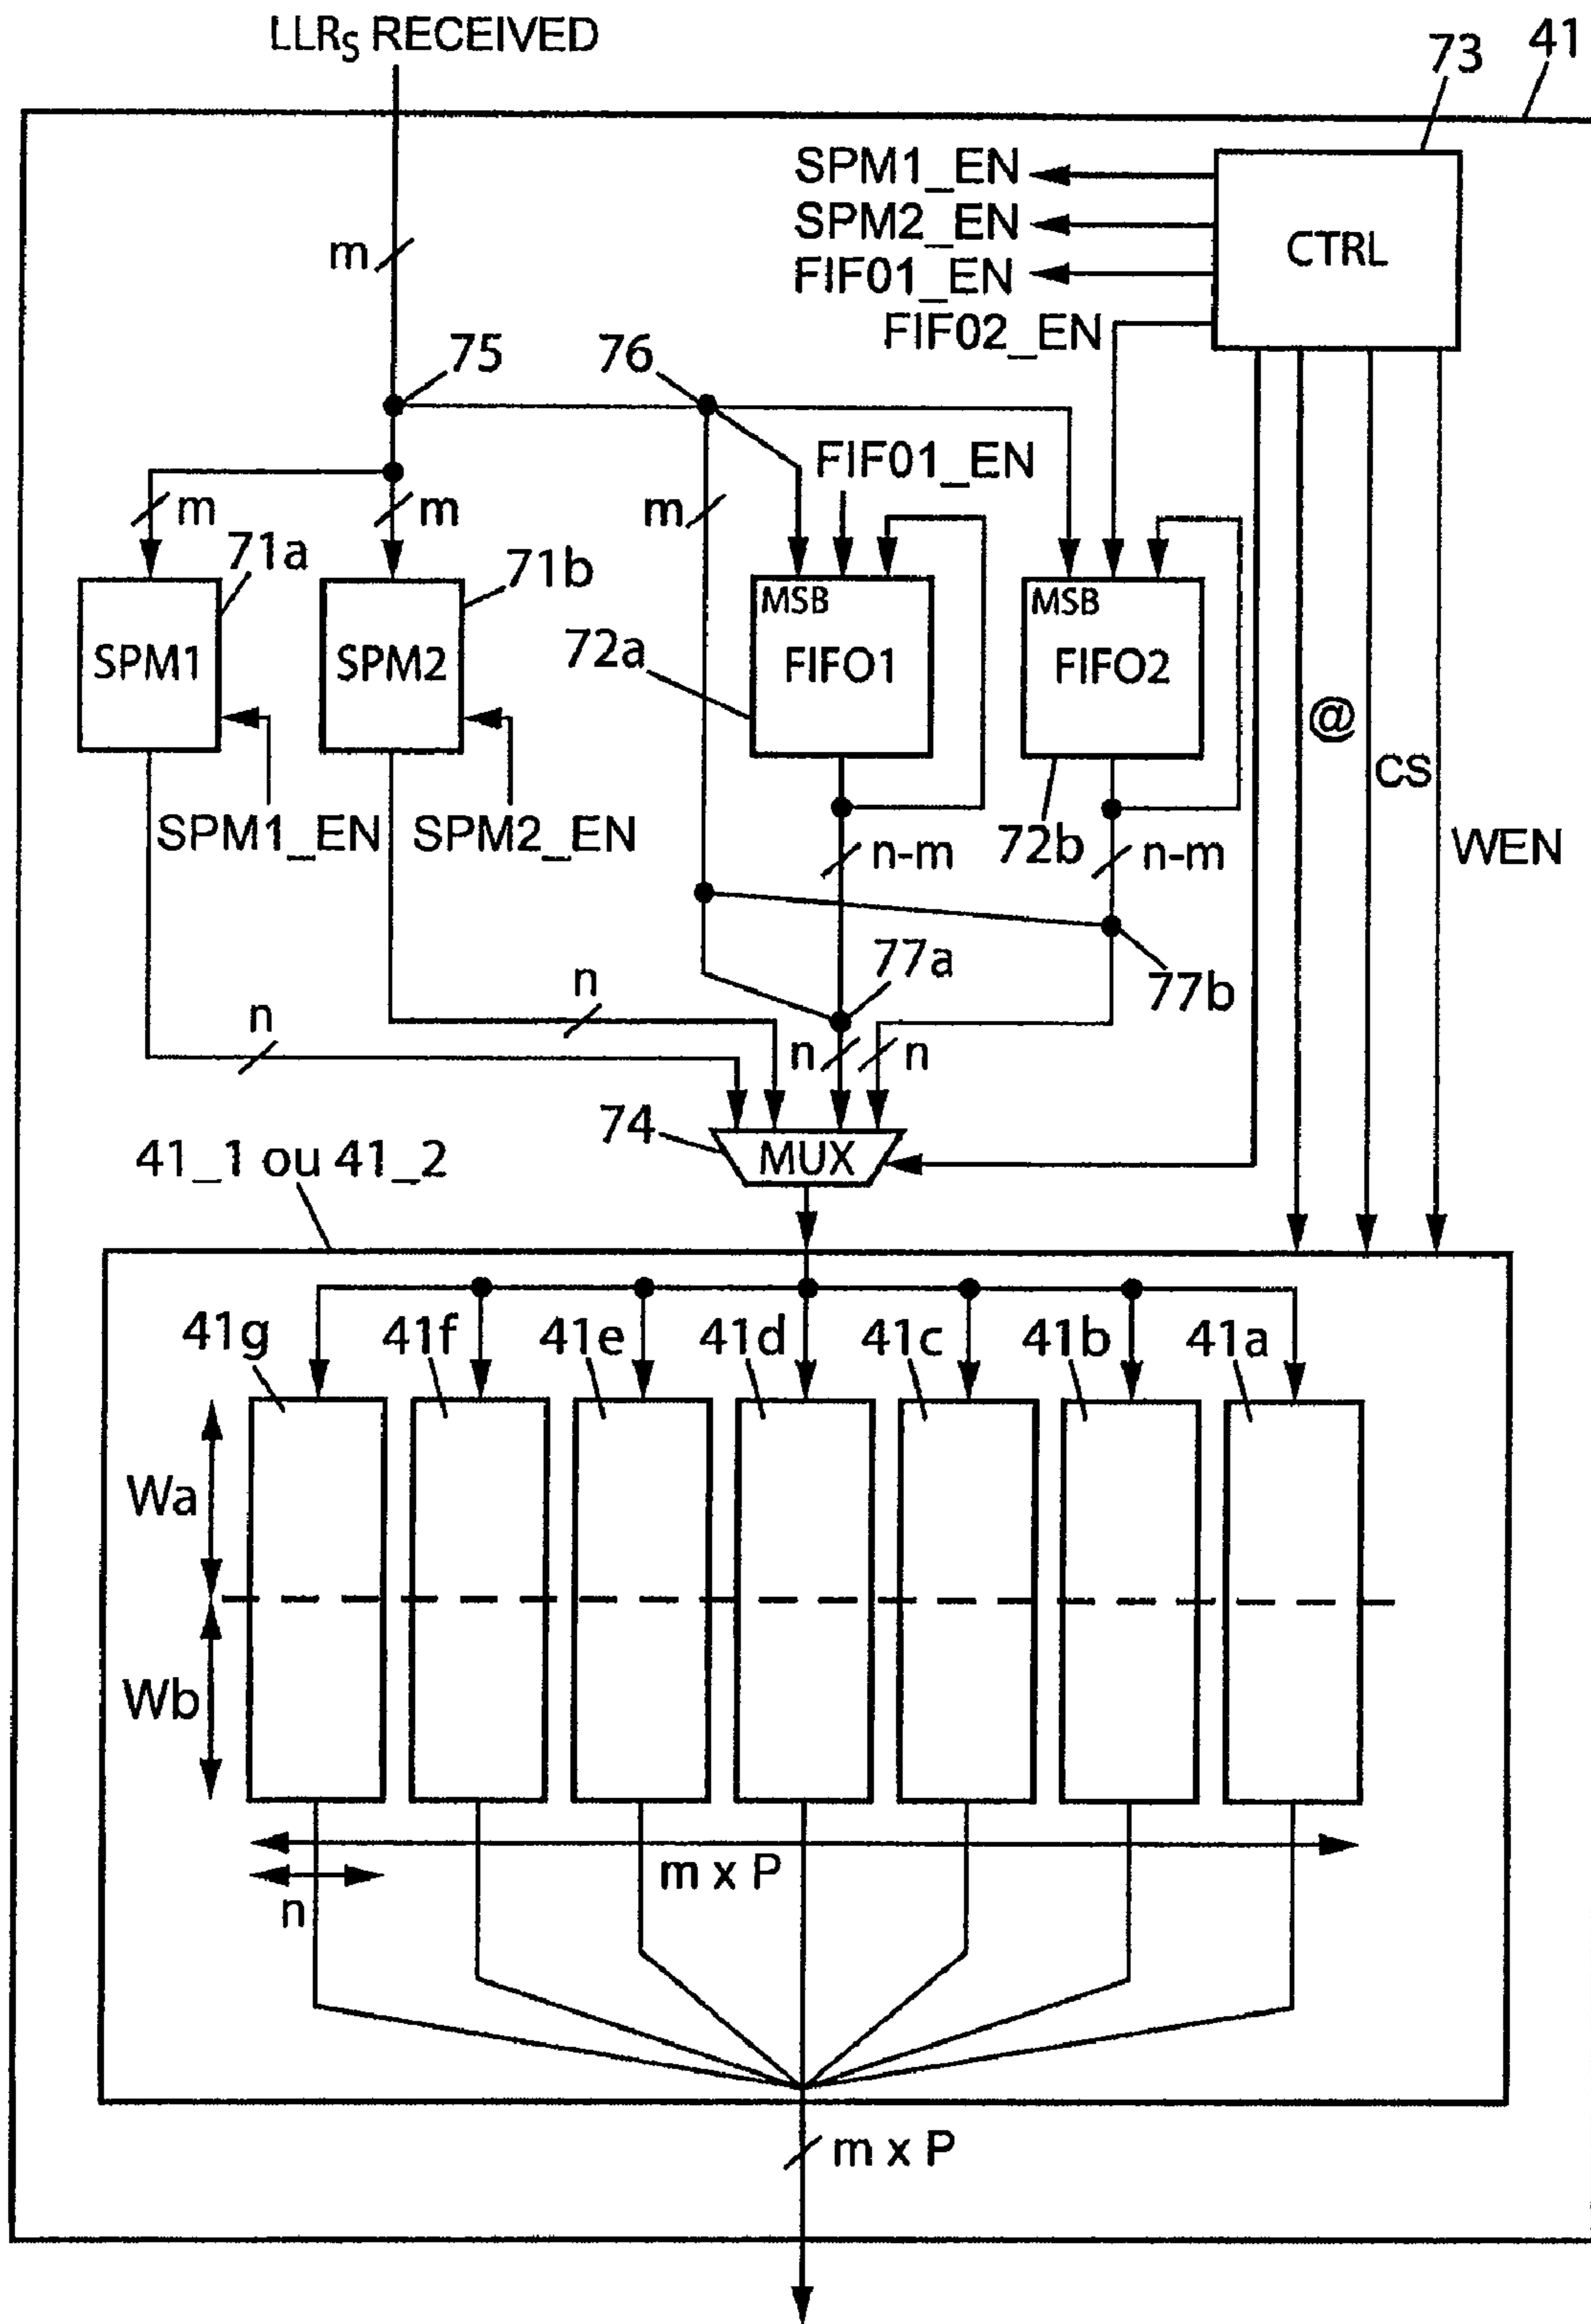 LLRS RECEIVED
73
41
SPM1_EN
SPM2_EN
FIF01_EN
FIF02_EN
CTRL
m
75
76
FIF01_EN
m
m
m
71a
71b
MSB
FIFO1
MSB
FIFO2
72a
SPM1
SPM2
@
CS
WEN
SPM1_EN
SPM2_EN
n-m
72b
n-m
77a
77b
n
n
n
n
74
MUX
41_1 ou 41_2
41g
41f
41e
41d
41c
41b
41a
Wa
Wb
m x P
n
m x P